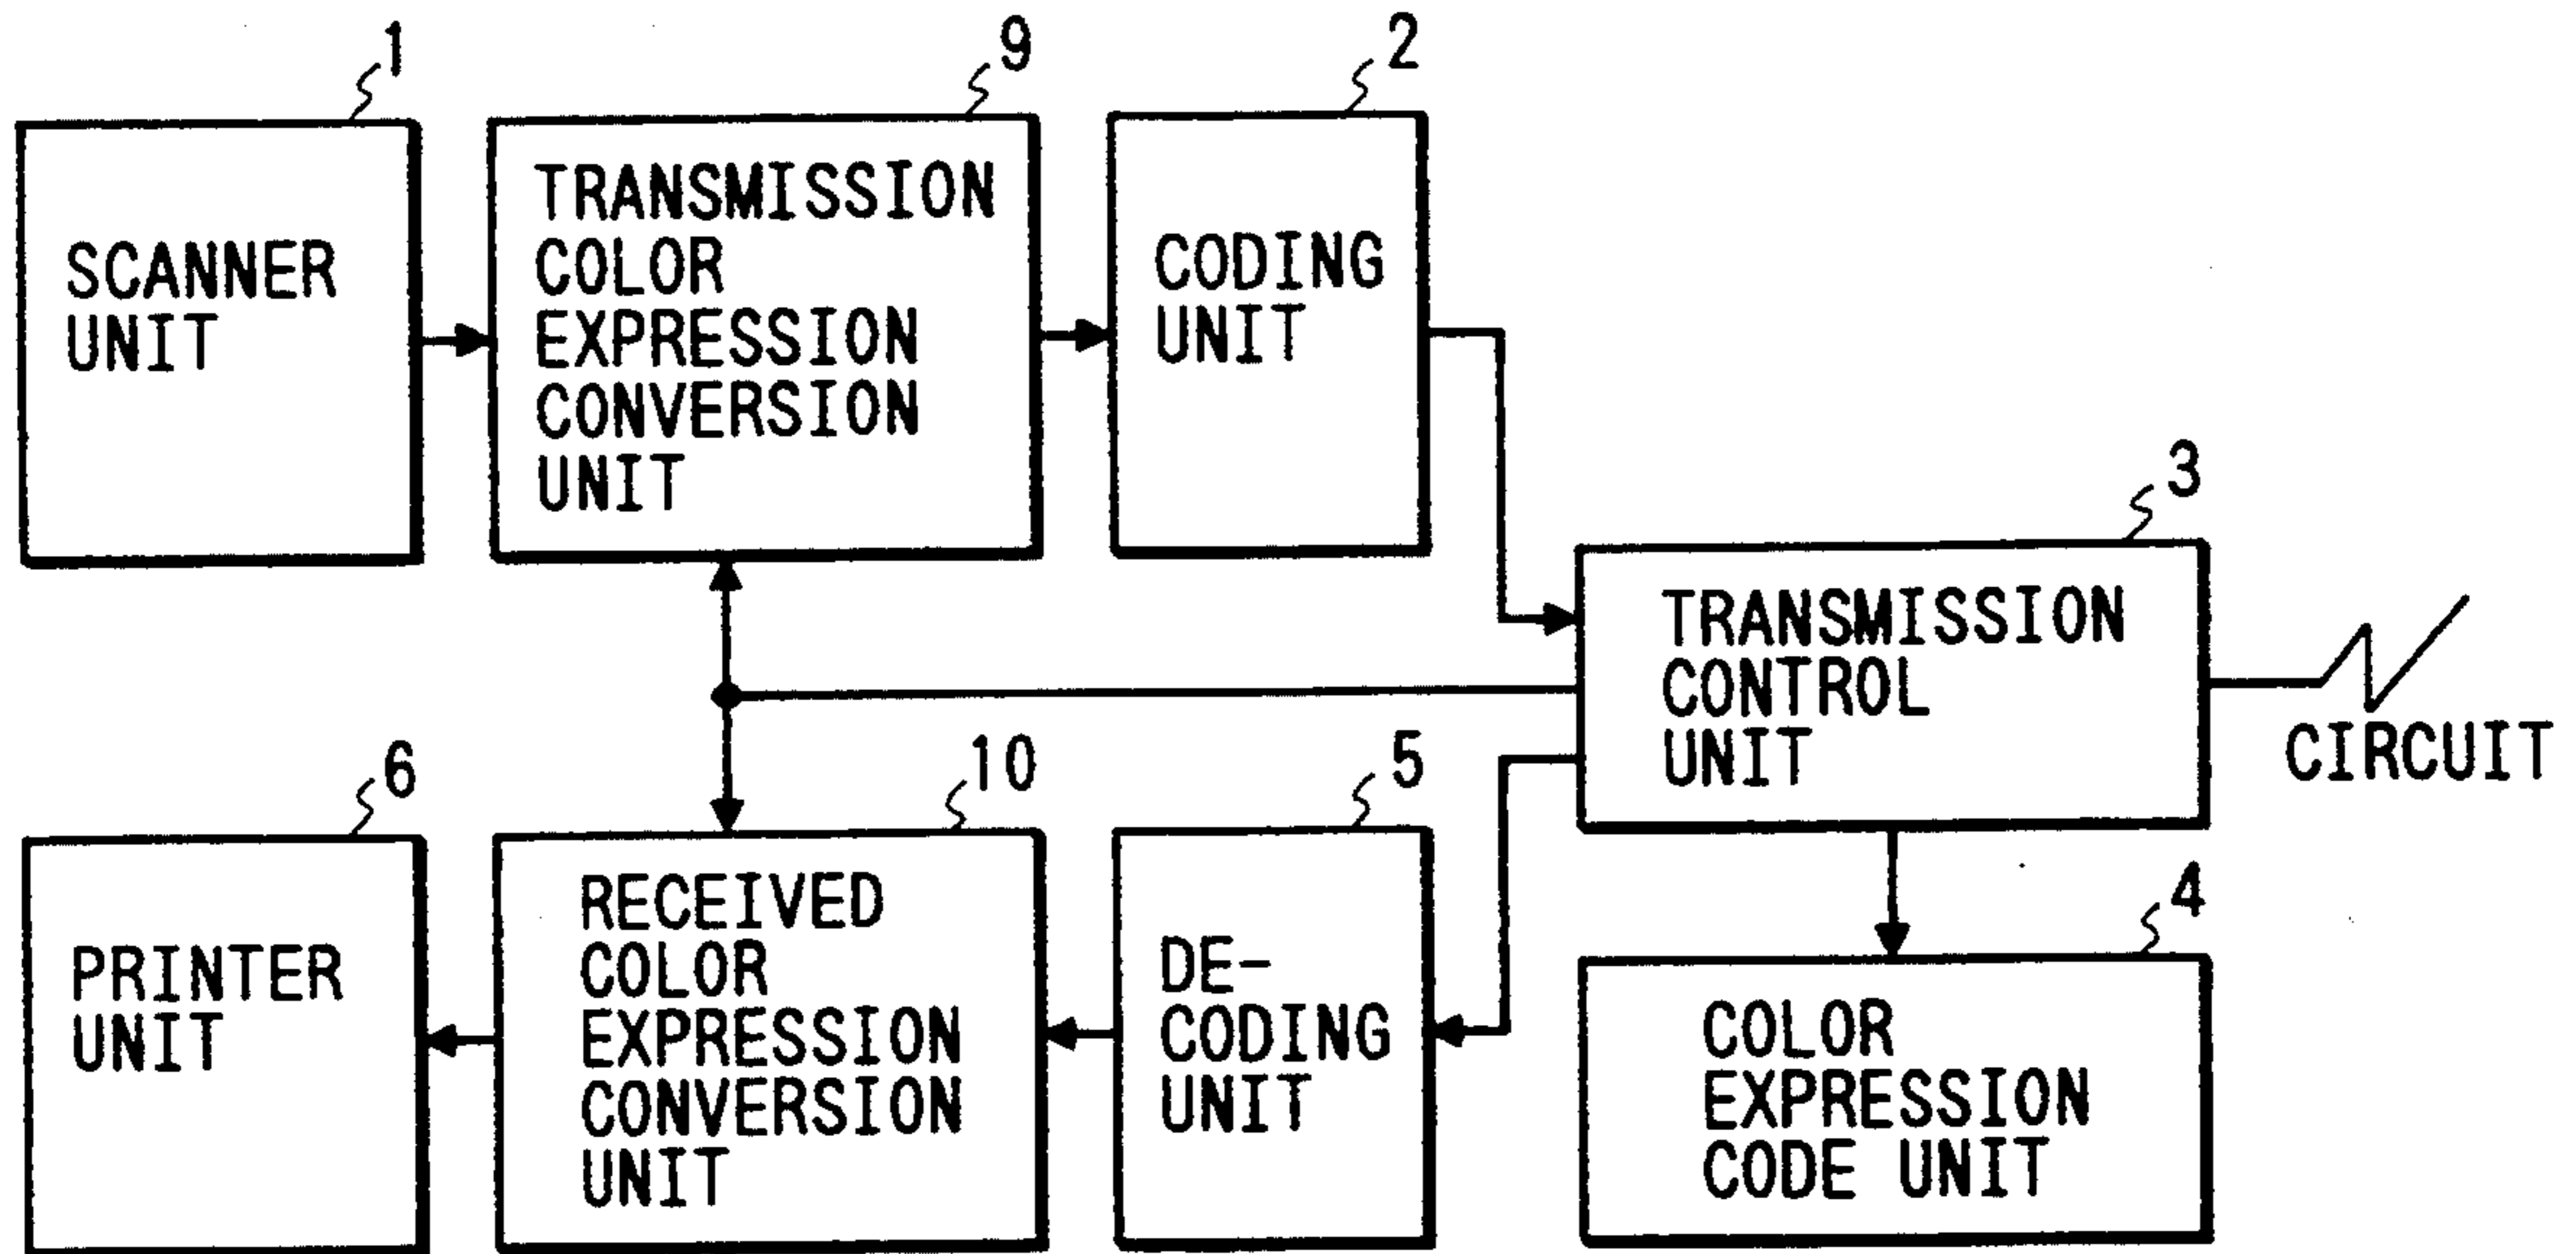 1
9
2
SCANNER
UNIT
TRANSMISSION
COLOR
EXPRESSION
CONVERSION
UNIT
CODING
UNIT
3
TRANSMISSION
CONTROL
UNIT
CIRCUIT
6
10
5
4
PRINTER
UNIT
RECEIVED
COLOR
EXPRESSION
CONVERSION
UNIT
DE-
CODING
UNIT
COLOR
EXPRESSION
CODE UNIT